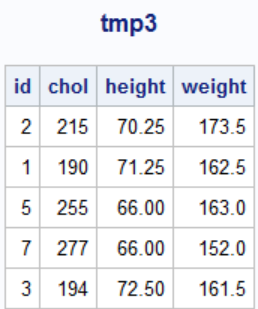 tmp3
id chol height weight
2 215 70.25 173.5
1 190 71.25 162.5
5 255 66.00 163.0
7 277 66.00 152.0
3 194 72.50 161.5